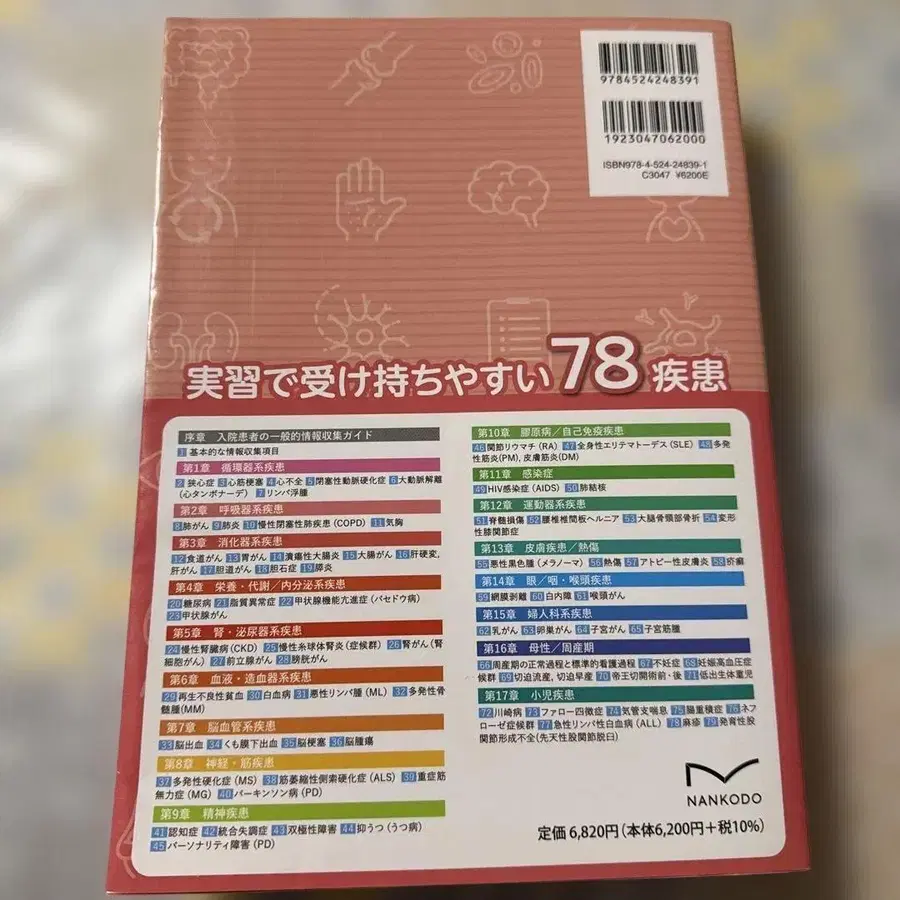 9784524248391
1923047062000
ISBN978-4-524-24839-1
C3047 ¥6200E
実習で受け持ちやすい78疾患
序章 入院患者の一般的情報収集ガイド
1 基本的な情報収集項目
第1章 循環器系疾患
2 狭心症 3 心筋梗塞 4 心不全 5 閉塞性動脈硬化症 6 大動脈解離
(心タンポナーデ) 7 リンパ浮腫
第2章 呼吸器系疾患
8 肺がん 9 肺炎 10 慢性閉塞性肺疾患 (COPD) 11 気胸
第3章 消化器系疾患
12 食道がん 13 胃がん 14 潰瘍性大腸炎 15 大腸がん 16 肝硬変,
肝がん 17 胆道がん 18 胆石症 19 膵炎
第4章 栄養・代謝/内分泌系疾患
20 糖尿病 21 脂質異常症 22 甲状腺機能亢進症 (バセドウ病)
23 甲状腺がん
第5章 腎・泌尿器系疾患
24 慢性腎臓病 (CKD) 25 慢性糸球体腎炎 (症候群) 26 腎がん (腎
細胞がん) 27 前立腺がん 28 膀胱がん
第6章 血液・造血器系疾患
29 再生不良性貧血 30 白血病 31 悪性リンパ腫 (ML) 32 多発性骨
髄腫 (MM)
第7章 脳血管系疾患
33 脳出血 34 くも膜下出血 35 脳梗塞 36 脳腫瘍
第8章 神経・筋疾患
37 多発性硬化症 (MS) 38 筋萎縮性側索硬化症 (ALS) 39 重症筋
無力症 (MG) 40 パーキンソン病 (PD)
第9章 精神疾患
41 認知症 42 統合失調症 43 双極性障害 44 抑うつ (うつ病)
45 パーソナリティ障害 (PD)
第10章 膠原病/自己免疫疾患
46 関節リウマチ (RA) 47 全身性エリテマトーデス (SLE) 48 多発
性筋炎(PM), 皮膚筋炎(DM)
第11章 感染症
49 HIV感染症 (AIDS) 50 肺結核
第12章 運動器系疾患
51 脊髄損傷 52 腰椎椎間板ヘルニア 53 大腿骨頸部骨折 54 変形
性膝関節症
第13章 皮膚疾患/熱傷
55 悪性黒色腫 (メラノーマ) 56 熱傷 57 アトピー性皮膚炎 58 疥癬
第14章 眼/咽・喉頭疾患
59 網膜剥離 60 白内障 61 喉頭がん
第15章 婦人科系疾患
62 乳がん 63 卵巣がん 64 子宮がん 65 子宮筋腫
第16章 母性/周産期
66 周産期の正常過程と標準的看護過程 67 不妊症 68 妊娠高血圧症
候群 69 切迫流産, 切迫早産 70 帝王切開術前・後 71 低出生体重児
第17章 小児疾患
72 川崎病 73 ファロー四徴症 74 気管支喘息 75 腸重積症 76 ネフ
ローゼ症候群 77 急性リンパ性白血病 (ALL) 78 麻疹 79 発育性股
関節形成不全(先天性股関節脱臼)
NANKODO
定価 6,820円 (本体6,200円+税10%)